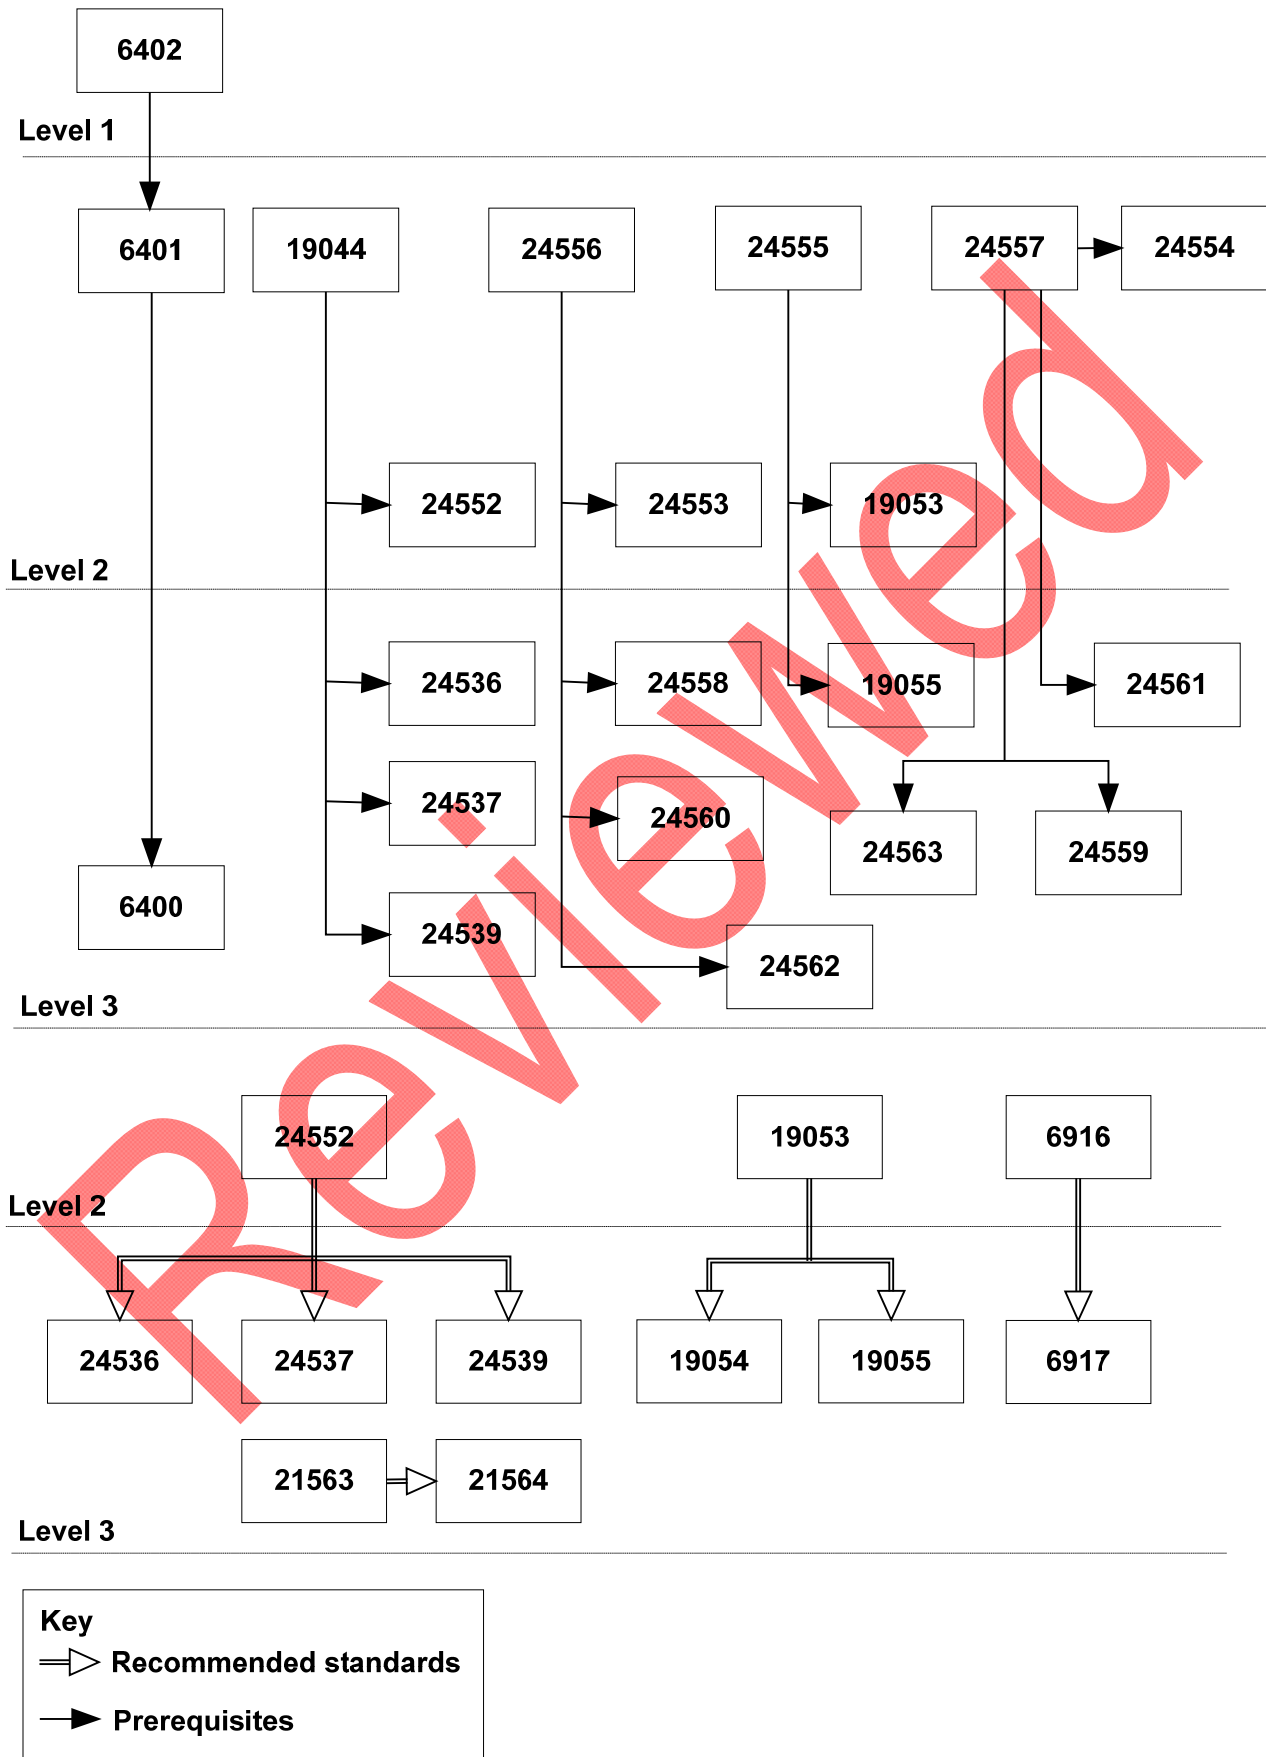 6402
Level 1
6401 19044 24556 24555 24557 24554
24552 24553 19053
Level 2
24536 24558 19055 24561
24537 24560 24563 24559
6400 24539 24562
Level 3
24552 19053 6916
Level 2
24536 24537 24539 19054 19055 6917
21563 21564
Level 3
Key
Recommended standards
Prerequisites
Reviewed